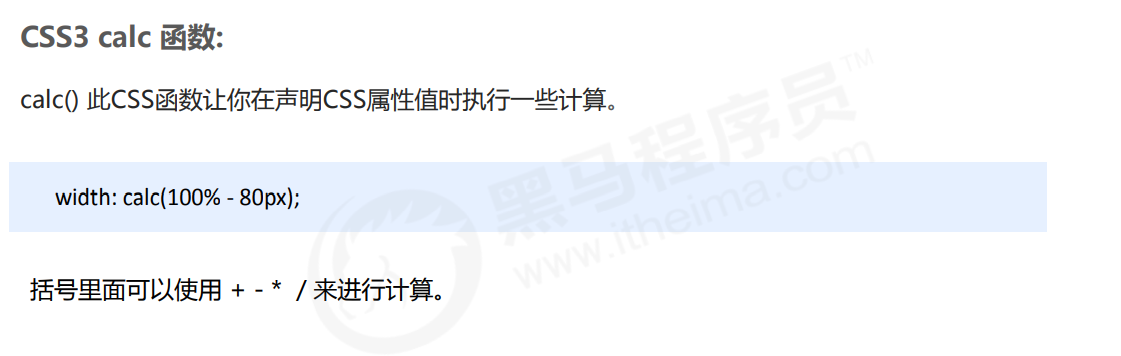 CSS3 calc 函数:
calc() 此CSS函数让你在声明CSS属性值时执行一些计算。
width: calc(100% - 80px);
括号里面可以使用 + - * / 来进行计算。
黑马程序员™
www.itheima.com